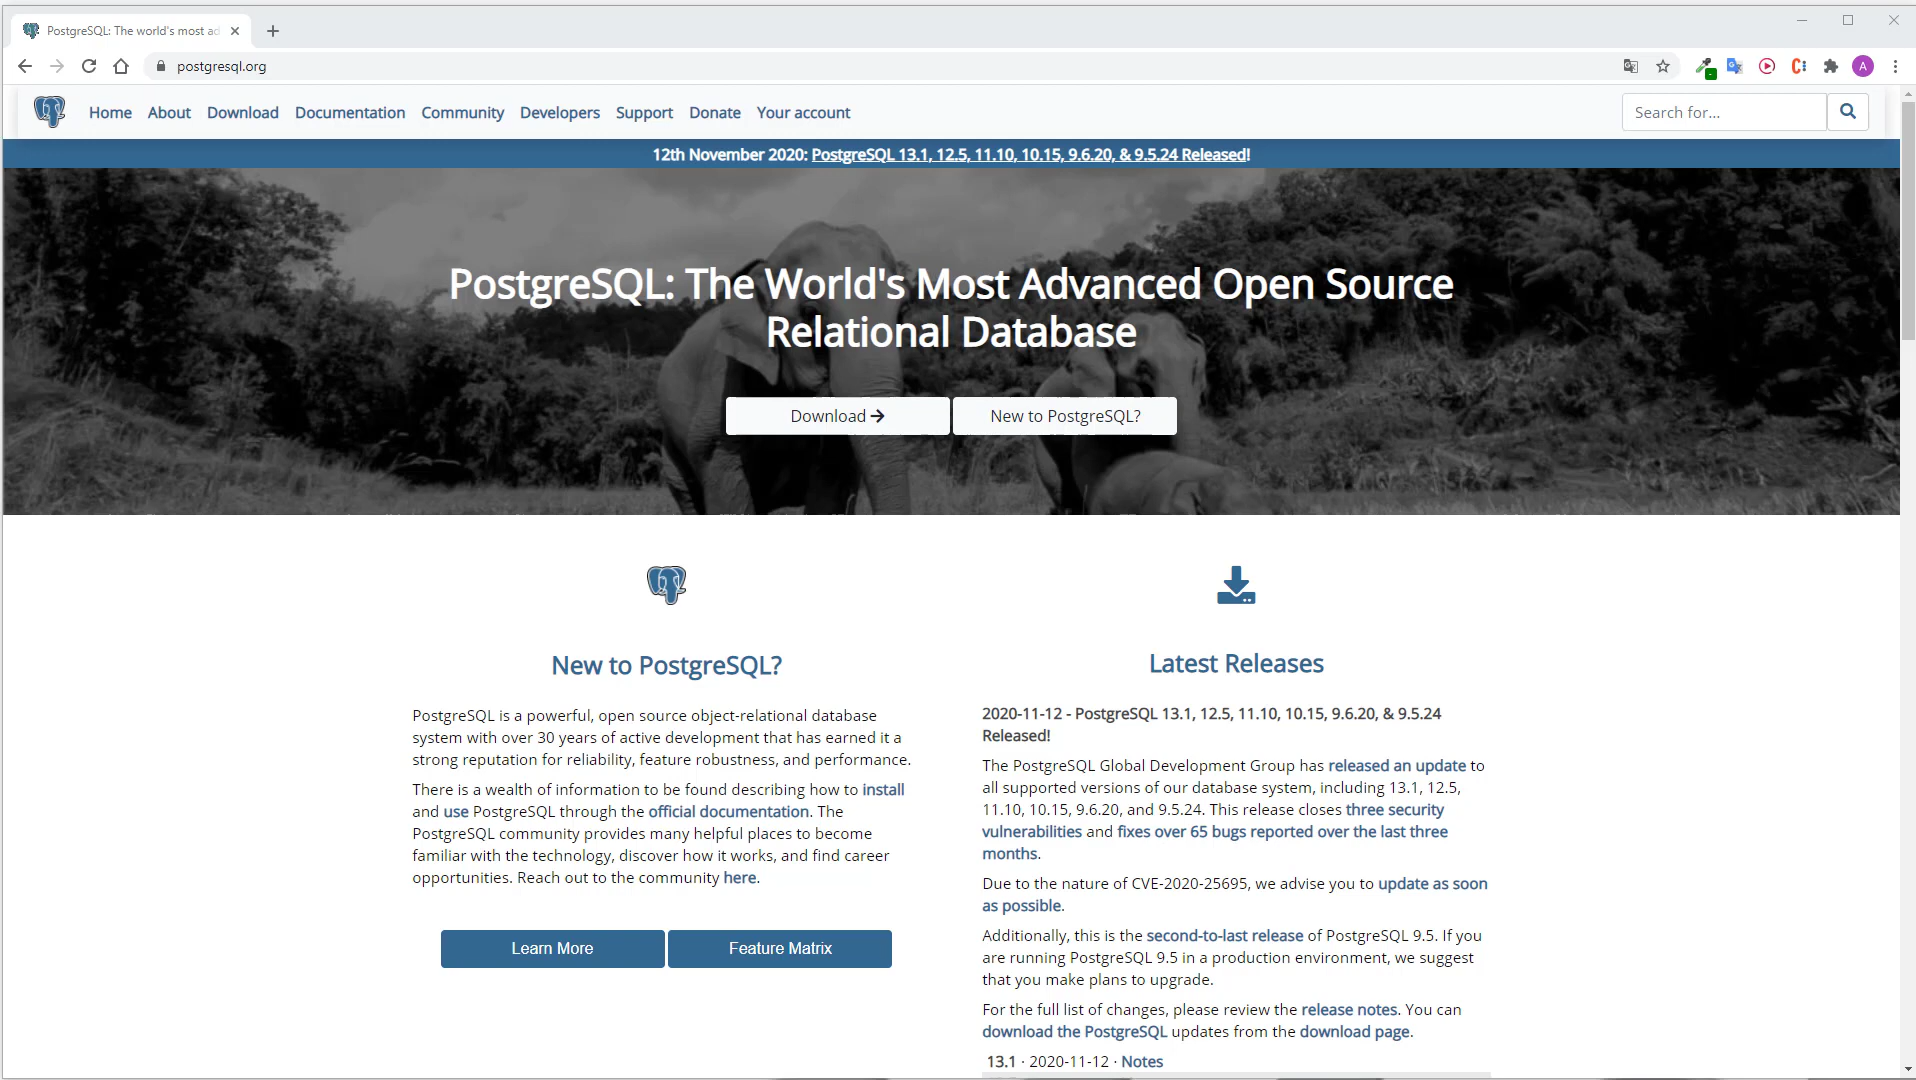 PostgreSQL: The world's most ad
postgresql.org
A
Home About Download Documentation Community Developers Support Donate Your account
Search for...
12th November 2020: PostgreSQL 13.1, 12.5, 11.10, 10.15, 9.6.20, & 9.5.24 Released!
PostgreSQL: The World's Most Advanced Open Source
Relational Database
Download
New to PostgreSQL?
New to PostgreSQL?
PostgreSQL is a powerful, open source object-relational database
system with over 30 years of active development that has earned it a
strong reputation for reliability, feature robustness, and performance.
There is a wealth of information to be found describing how to install
and use PostgreSQL through the official documentation. The
PostgreSQL community provides many helpful places to become
familiar with the technology, discover how it works, and find career
opportunities. Reach out to the community here.
Learn More
Feature Matrix
Latest Releases
2020-11-12 - PostgreSQL 13.1, 12.5, 11.10, 10.15, 9.6.20, & 9.5.24
Released!
The PostgreSQL Global Development Group has released an update to
all supported versions of our database system, including 13.1, 12.5,
11.10, 10.15, 9.6.20, and 9.5.24. This release closes three security
vulnerabilities and fixes over 65 bugs reported over the last three
months.
Due to the nature of CVE-2020-25695, we advise you to update as soon
as possible.
Additionally, this is the second-to-last release of PostgreSQL 9.5. If you
are running PostgreSQL 9.5 in a production environment, we suggest
that you make plans to upgrade.
For the full list of changes, please review the release notes. You can
download the PostgreSQL updates from the download page.
13.1 · 2020-11-12 · Notes